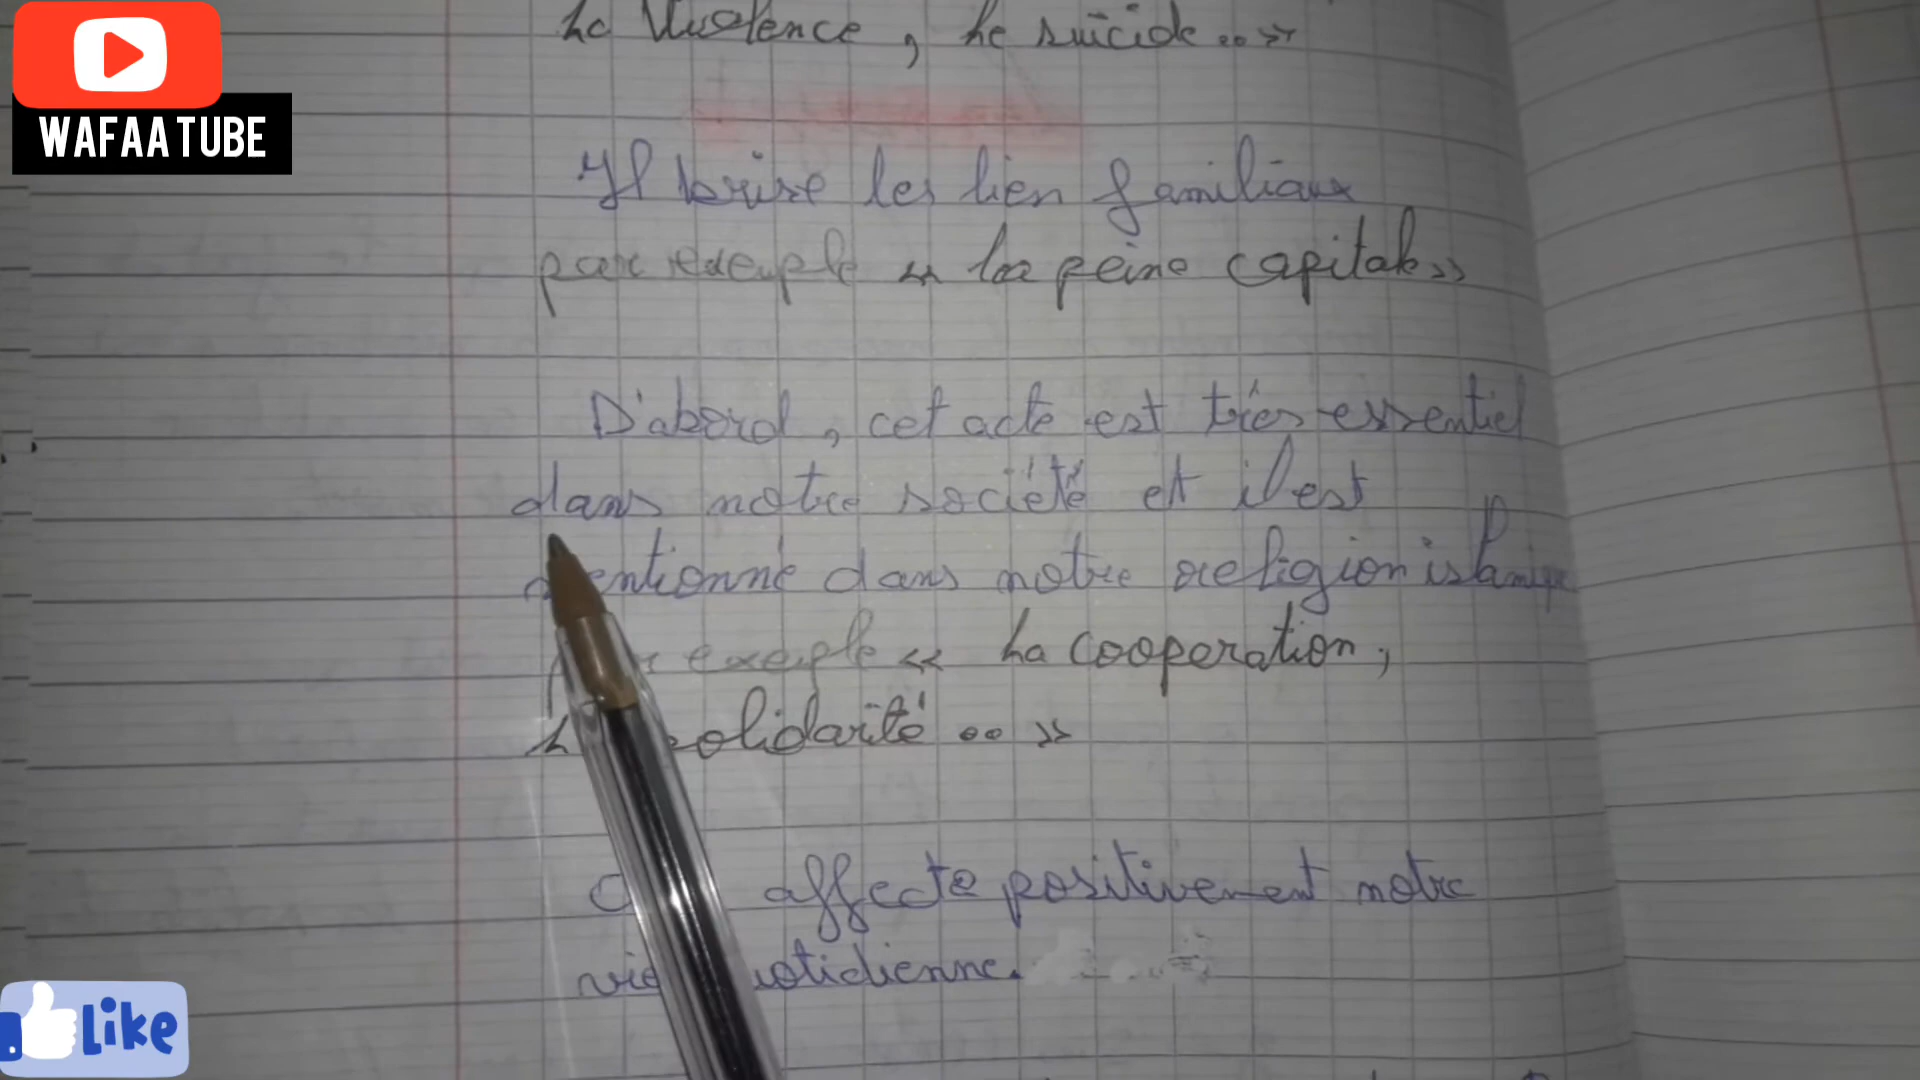 WAFAA TUBE
La violence, Le suicide.. »
Il brise les lien familiaux
par exemple « la peine capitale »
D'abord, cet acte est très essentiel
dans notre société et il est
mentionné dans notre religion islamique
exemple « La cooperation,
solidarité .. »
affecte positivement notre
vie quotidienne.
like